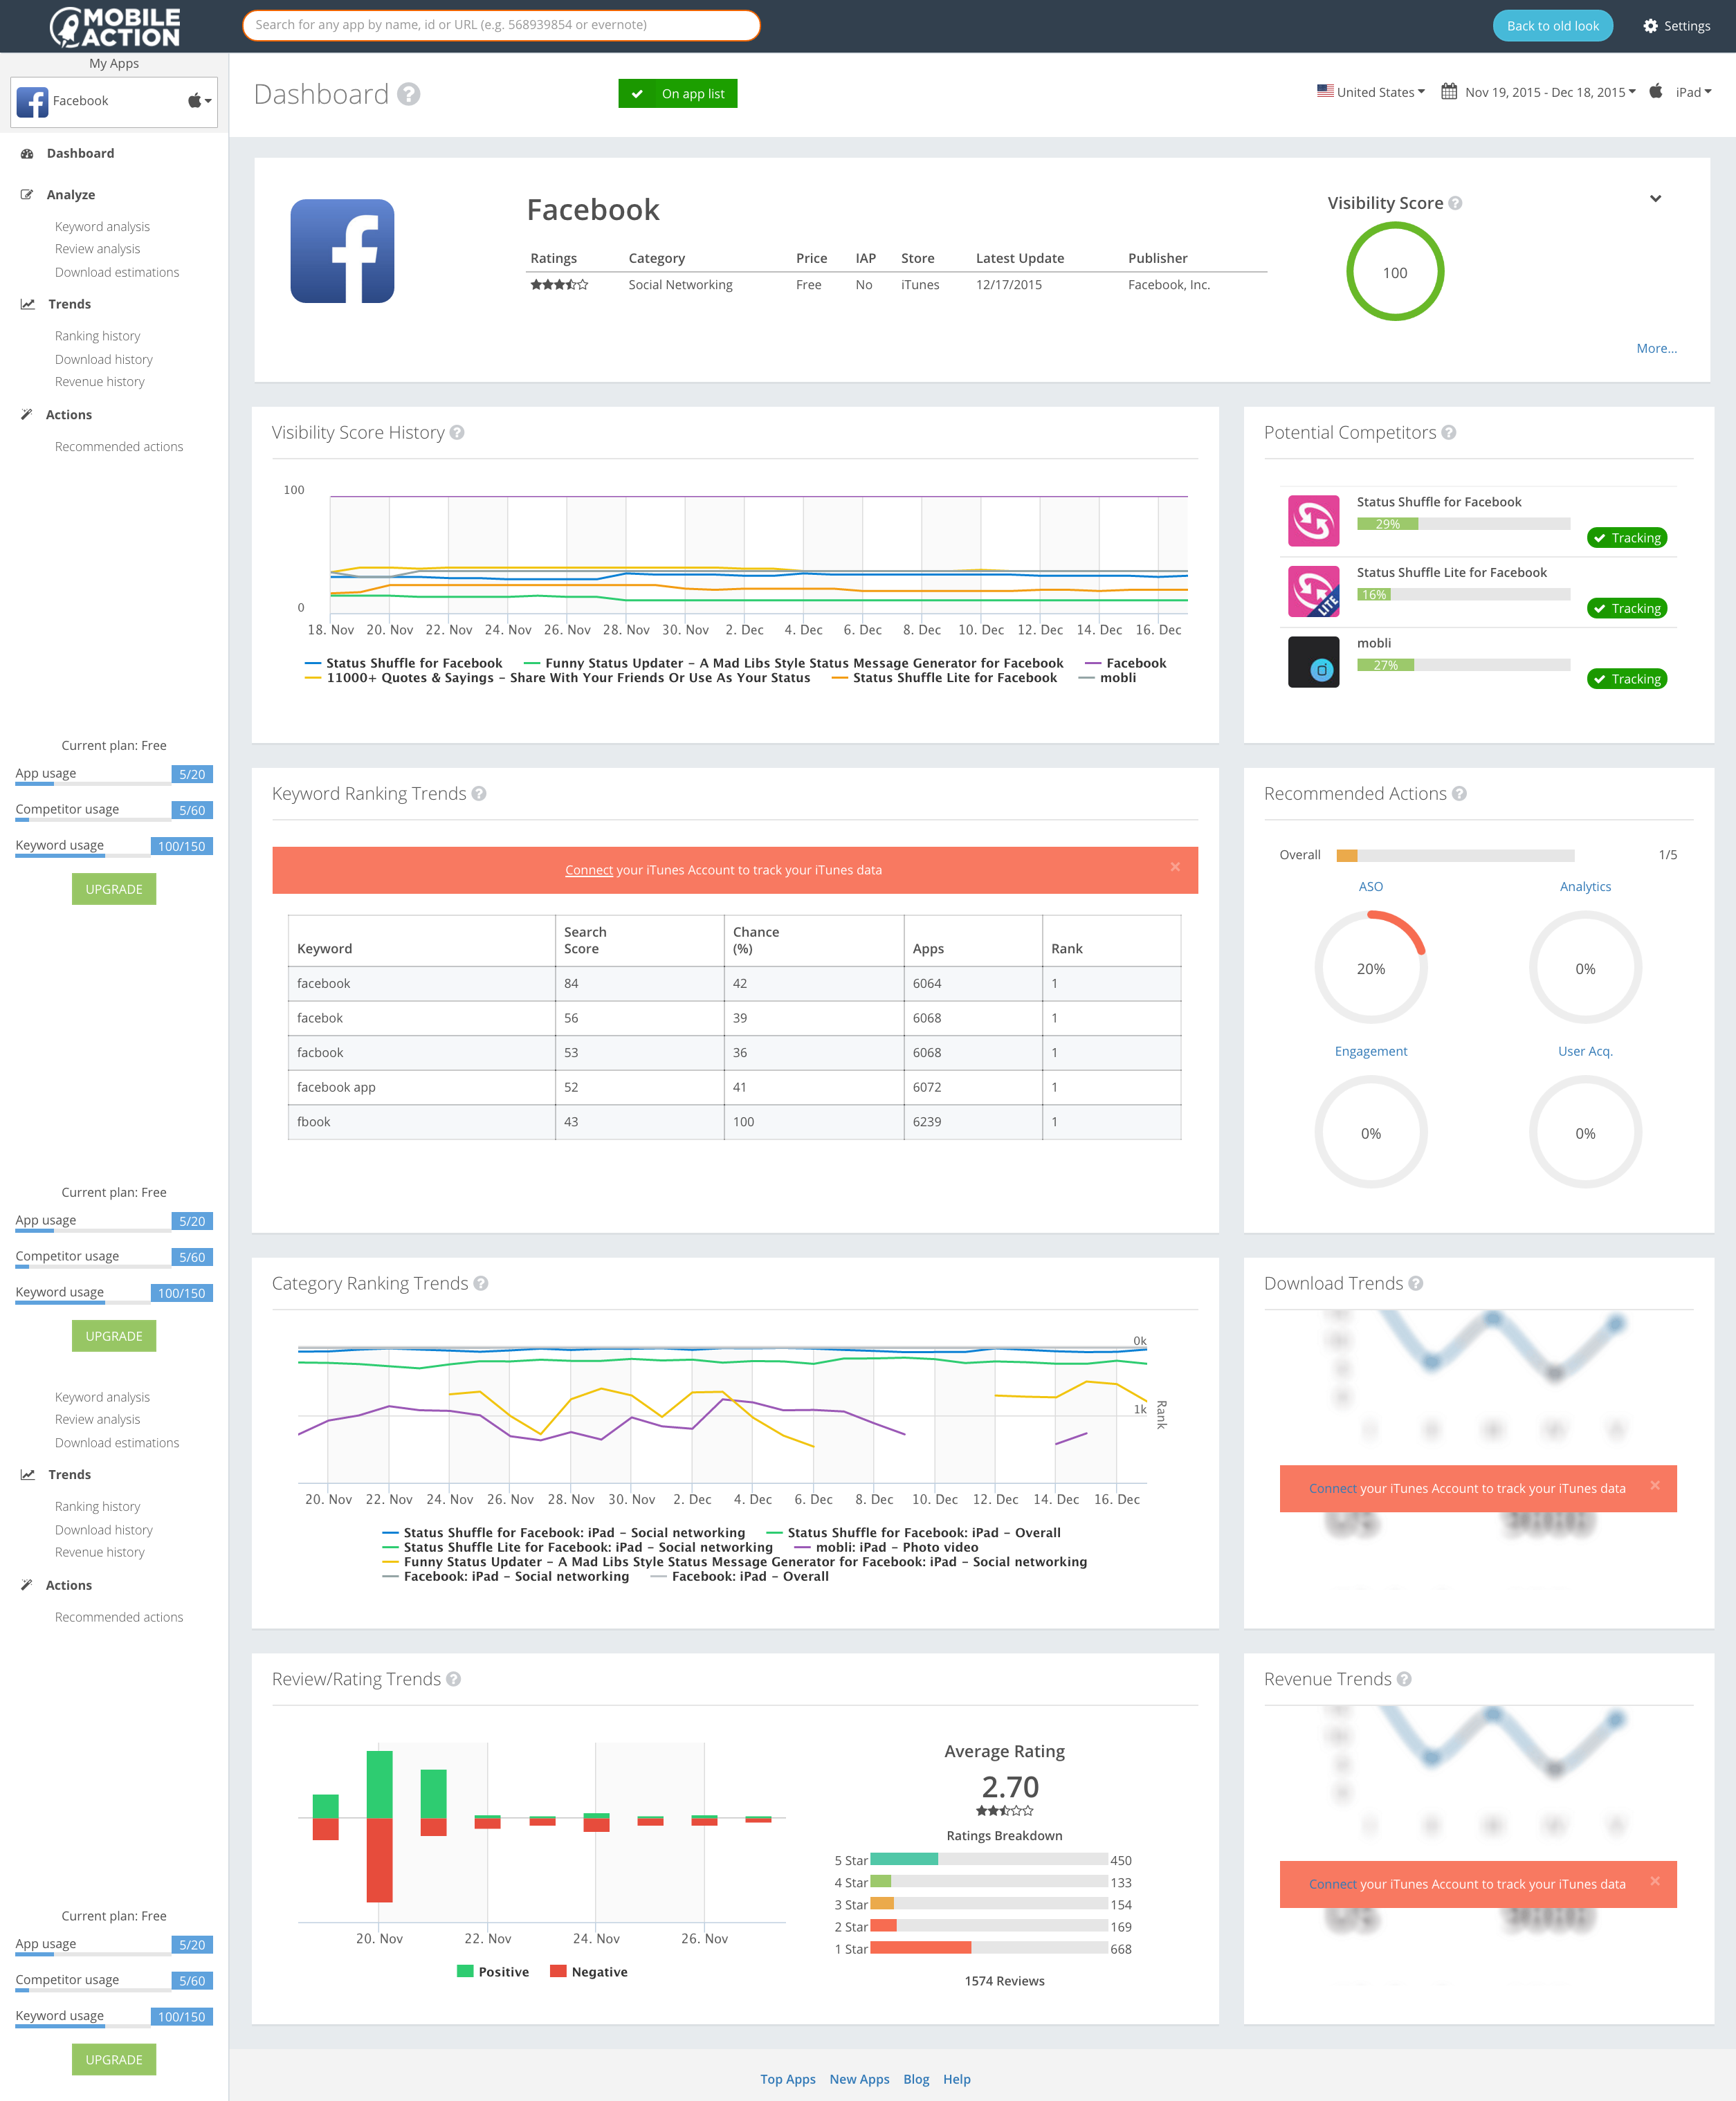 MOBILE
ACTION
Search for any app by name, id or URL (e.g. 568939854 or evernote)
Back to old look
Settings
My Apps
Facebook
Dashboard
Analyze
Keyword analysis
Review analysis
Download estimations
Trends
Ranking history
Download history
Revenue history
Actions
Recommended actions
Current plan: Free
App usage 5/20
Competitor usage 5/60
Keyword usage 100/150
UPGRADE
Current plan: Free
App usage 5/20
Competitor usage 5/60
Keyword usage 100/150
UPGRADE
Keyword analysis
Review analysis
Download estimations
Trends
Ranking history
Download history
Revenue history
Actions
Recommended actions
Current plan: Free
App usage 5/20
Competitor usage 5/60
Keyword usage 100/150
UPGRADE
Dashboard ?
On app list
United States Nov 19, 2015 - Dec 18, 2015 iPad
Facebook
Ratings Category Price IAP Store Latest Update Publisher
Social Networking Free No iTunes 12/17/2015 Facebook, Inc.
Visibility Score ?
100
More...
Visibility Score History ?
100
0
18. Nov 20. Nov 22. Nov 24. Nov 26. Nov 28. Nov 30. Nov 2. Dec 4. Dec 6. Dec 8. Dec 10. Dec 12. Dec 14. Dec 16. Dec
Status Shuffle for Facebook Funny Status Updater – A Mad Libs Style Status Message Generator for Facebook Facebook
11000+ Quotes & Sayings – Share With Your Friends Or Use As Your Status Status Shuffle Lite for Facebook mobli
Potential Competitors ?
Status Shuffle for Facebook
29%
Tracking
Status Shuffle Lite for Facebook
LITE
16%
Tracking
mobli
27%
Tracking
Keyword Ranking Trends ?
Connect your iTunes Account to track your iTunes data ×
Keyword Search Score Chance (%) Apps Rank
facebook 84 42 6064 1
facebok 56 39 6068 1
facbook 53 36 6068 1
facebook app 52 41 6072 1
fbook 43 100 6239 1
Recommended Actions ?
Overall 1/5
ASO Analytics
20% 0%
Engagement User Acq.
0% 0%
Category Ranking Trends ?
0k
1k
Rank
20. Nov 22. Nov 24. Nov 26. Nov 28. Nov 30. Nov 2. Dec 4. Dec 6. Dec 8. Dec 10. Dec 12. Dec 14. Dec 16. Dec
Status Shuffle for Facebook: iPad – Social networking Status Shuffle for Facebook: iPad – Overall
Status Shuffle Lite for Facebook: iPad – Social networking mobli: iPad – Photo video
Funny Status Updater – A Mad Libs Style Status Message Generator for Facebook: iPad – Social networking
Facebook: iPad – Social networking Facebook: iPad – Overall
Download Trends ?
Connect your iTunes Account to track your iTunes data ×
Review/Rating Trends ?
20. Nov 22. Nov 24. Nov 26. Nov
Positive Negative
Average Rating
2.70
Ratings Breakdown
5 Star 450
4 Star 133
3 Star 154
2 Star 169
1 Star 668
1574 Reviews
Revenue Trends ?
Connect your iTunes Account to track your iTunes data ×
Top Apps New Apps Blog Help